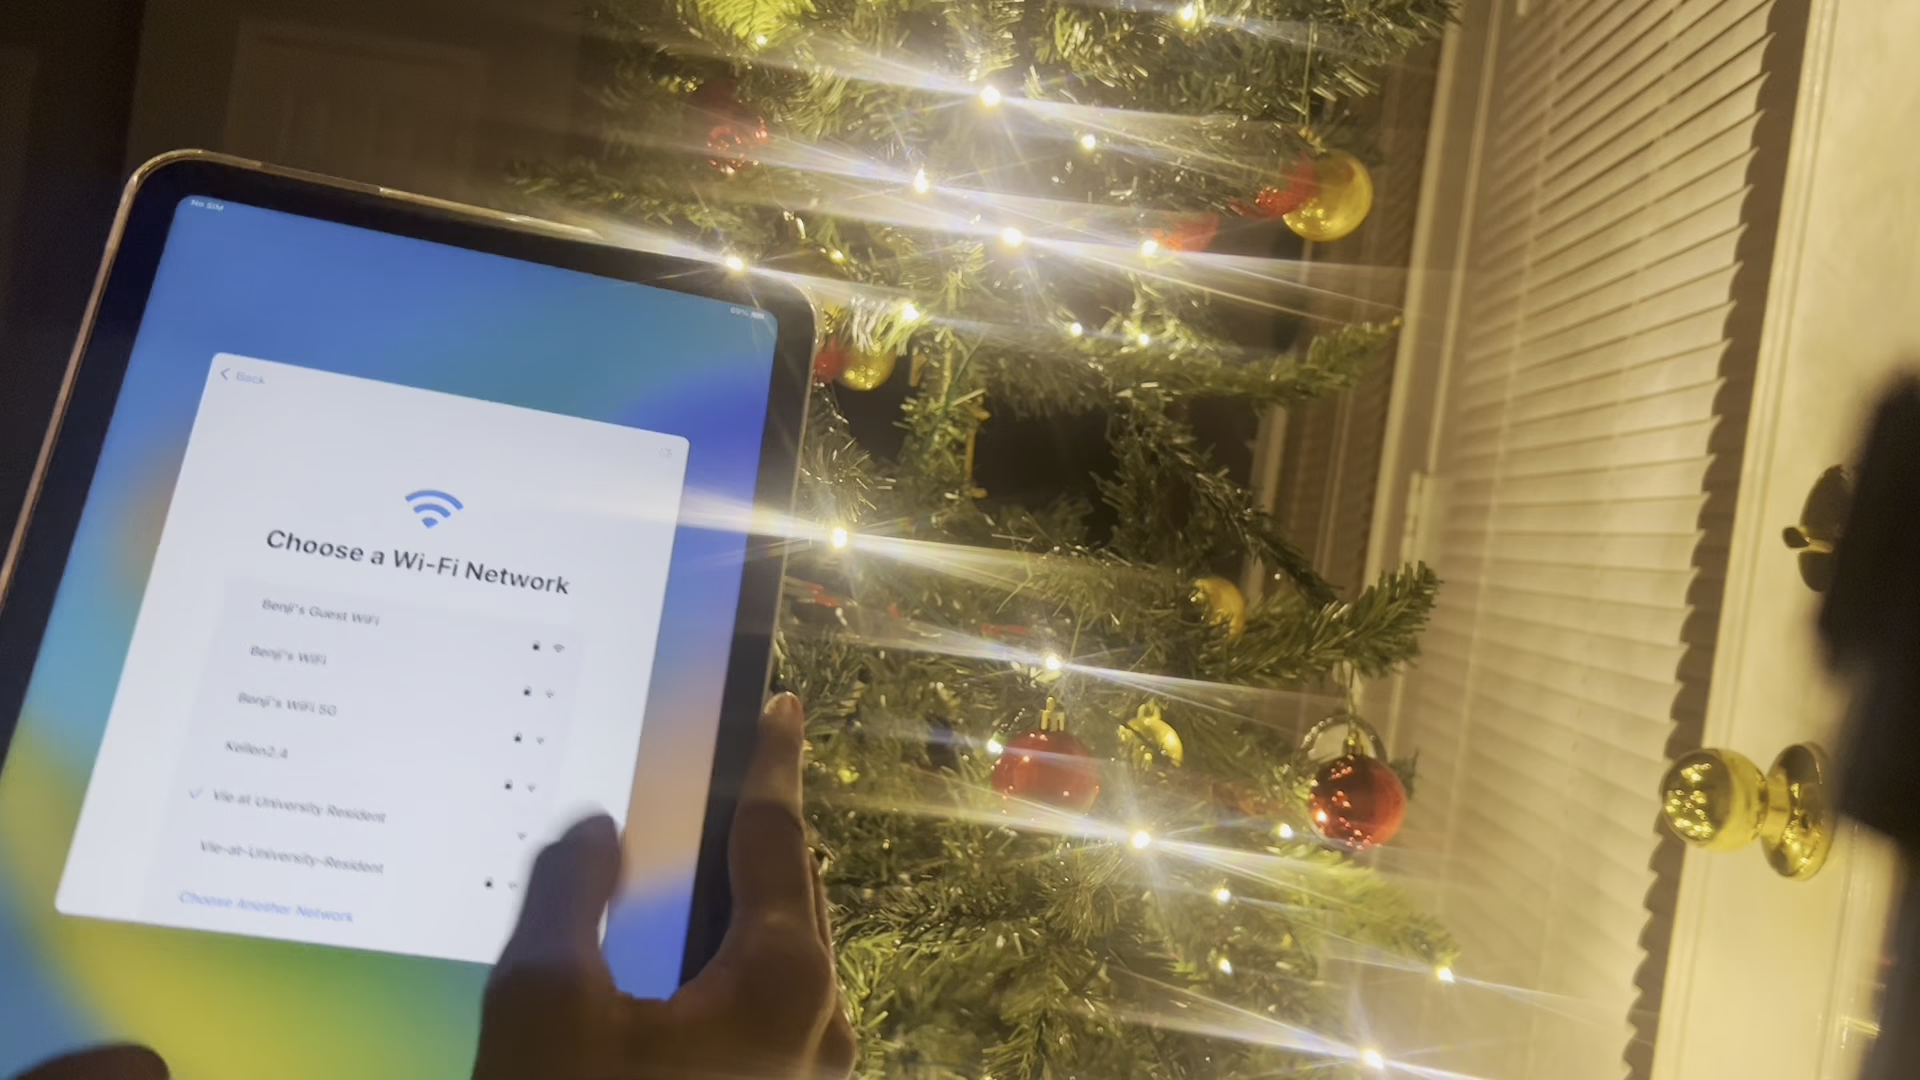 No SIM
69%
Back
Choose a Wi-Fi Network
Benji's Guest WiFi
Benji's WiFi
Benji's WiFi 5G
Kellen2.4
Vie at University Resident
Vie-at-University-Resident
Choose Another Network